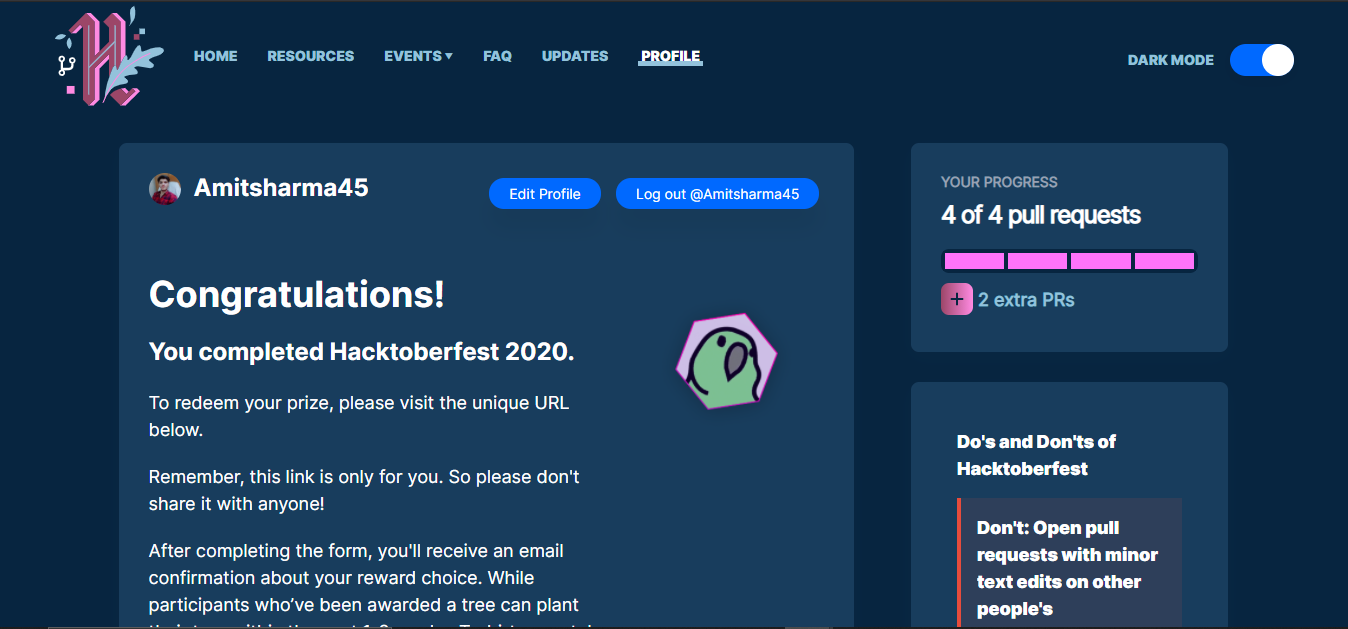 HOME RESOURCES EVENTS FAQ UPDATES PROFILE DARK MODE
Amitsharma45
Edit Profile
Log out @Amitsharma45
Congratulations!
You completed Hacktoberfest 2020.
To redeem your prize, please visit the unique URL
below.
Remember, this link is only for you. So please don't
share it with anyone!
After completing the form, you'll receive an email
confirmation about your reward choice. While
participants who’ve been awarded a tree can plant
YOUR PROGRESS
4 of 4 pull requests
+ 2 extra PRs
Do's and Don'ts of
Hacktoberfest
Don't: Open pull
requests with minor
text edits on other
people's